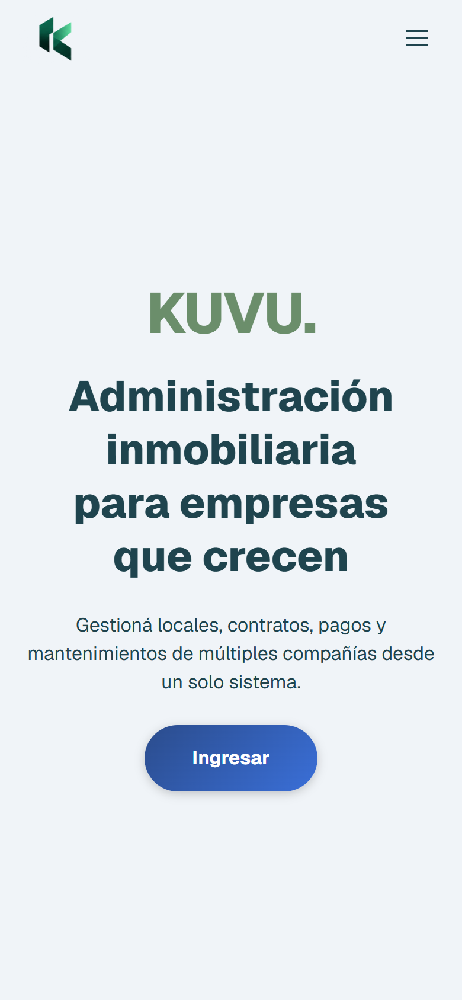 KUVU.
Administración
inmobiliaria
para empresas
que crecen
Gestioná locales, contratos, pagos y
mantenimientos de múltiples compañías desde
un solo sistema.
Ingresar